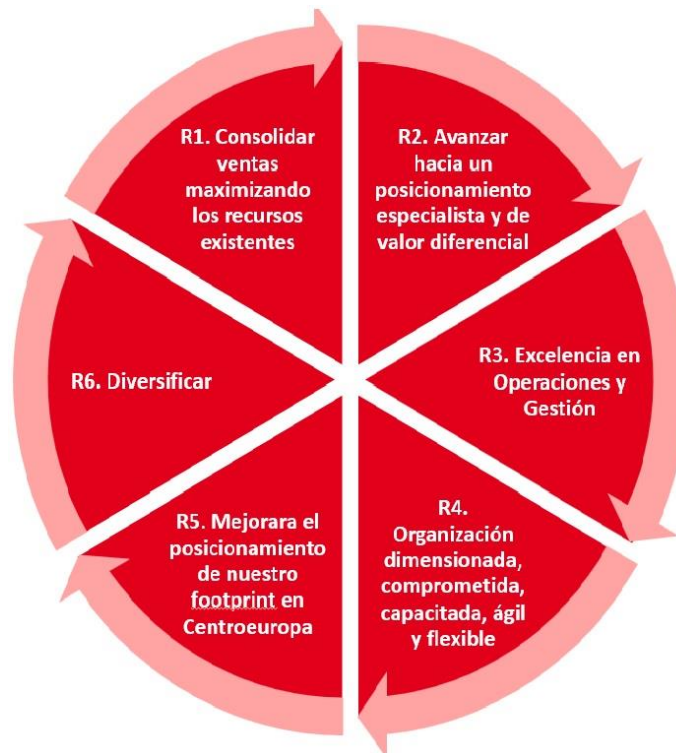 R1. Consolidar
ventas
maximizando
los recursos
existentes
R2. Avanzar
hacia un
posicionamiento
especialista y de
valor diferencial
R3. Excelencia en
Operaciones y
Gestión
R4.
Organización
dimensionada,
comprometida,
capacitada, ágil
y flexible
R5. Mejorara el
posicionamiento
de nuestro
footprint en
Centroeuropa
R6. Diversificar